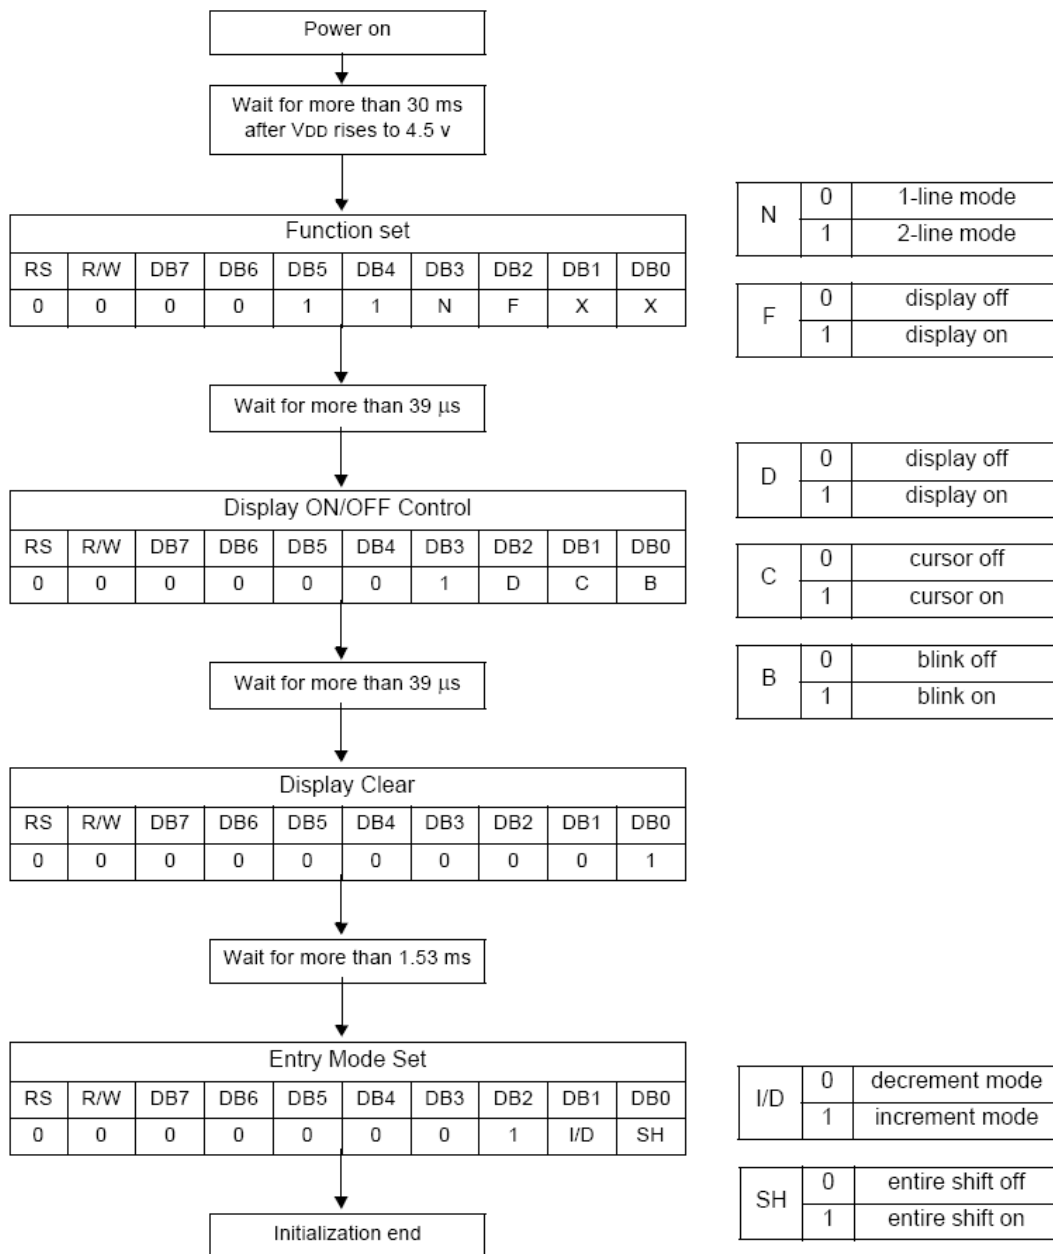 Power on
Wait for more than 30 ms
after VDD rises to 4.5 v
Function set
RS R/W DB7 DB6 DB5 DB4 DB3 DB2 DB1 DB0
0 0 0 0 1 1 N F X X
Wait for more than 39 μs
Display ON/OFF Control
RS R/W DB7 DB6 DB5 DB4 DB3 DB2 DB1 DB0
0 0 0 0 0 0 1 D C B
Wait for more than 39 μs
Display Clear
RS R/W DB7 DB6 DB5 DB4 DB3 DB2 DB1 DB0
0 0 0 0 0 0 0 0 0 1
Wait for more than 1.53 ms
Entry Mode Set
RS R/W DB7 DB6 DB5 DB4 DB3 DB2 DB1 DB0
0 0 0 0 0 0 0 1 I/D SH
Initialization end
N
0 1-line mode
1 2-line mode
F
0 display off
1 display on
D
0 display off
1 display on
C
0 cursor off
1 cursor on
B
0 blink off
1 blink on
I/D
0 decrement mode
1 increment mode
SH
0 entire shift off
1 entire shift on